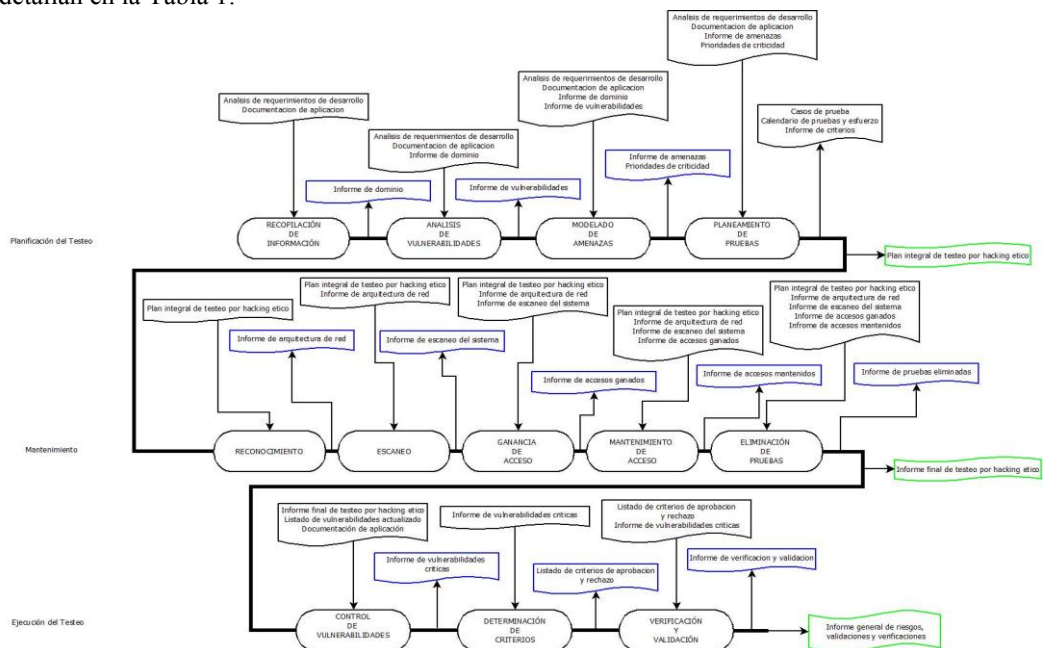 detallan en la Tabla 1.
Analisis de requerimientos de desarrollo
Documentacion de aplicacion
Informe de amenazas
Prioridades de criticidad
Analisis de requerimientos de desarrollo
Documentacion de aplicacion
Informe de dominio
Informe de vulnerabilidades
Analisis de requerimientos de desarrollo
Documentacion de aplicacion
Casos de prueba
Calendario de pruebas y esfuerzo
Informe de criterios
Analisis de requerimientos de desarrollo
Documentacion de aplicacion
Informe de dominio
Informe de amenazas
Prioridades de criticidad
Informe de dominio
Informe de vulnerabilidades
Planificación del Testeo
RECOPILACIÓN
DE
INFORMACIÓN
ANALISIS
DE
VULNERABILIDADES
MODELADO
DE
AMENAZAS
PLANEAMIENTO
DE
PRUEBAS
Plan integral de testeo por hacking etico
Plan integral de testeo por hacking etico
Plan integral de testeo por hacking etico
Informe de arquitectura de red
Plan integral de testeo por hacking etico
Informe de arquitectura de red
Informe de escaneo del sistema
Plan integral de testeo por hacking etico
Informe de arquitectura de red
Informe de escaneo del sistema
Informe de accesos ganados
Plan integral de testeo por hacking etico
Informe de arquitectura de red
Informe de escaneo del sistema
Informe de accesos ganados
Infrome de accesos mantenidos
Informe de arquitectura de red
Informe de escaneo del sistema
Informe de accesos ganados
Informe de accesos mantenidos
Informe de pruebas eliminadas
Mantenimiento
RECONOCIMIENTO
ESCANEO
GANANCIA
DE
ACCESO
MANTENIMIENTO
DE
ACCESO
ELIMINACIÓN
DE
PRUEBAS
Informe final de testeo por hacking etico
Informe final de testeo por hacking etico
Listado de vulnerabilidades actualizado
Documentación de aplicación
Informe de vulnerabilidades criticas
Listado de criterios de aprobacion
y rechazo
Informe de vulnerabilidades criticas
Informe de vulnerabilidades
criticas
Listado de criterios de aprobacion
y rechazo
Informe de verificacion y validacion
Ejecución del Testeo
CONTROL
DE
VULNERABILIDADES
DETERMINACIÓN
DE
CRITERIOS
VERIFICACIÓN
Y
VALIDACIÓN
Informe general de riesgos,
validaciones y verificaciones